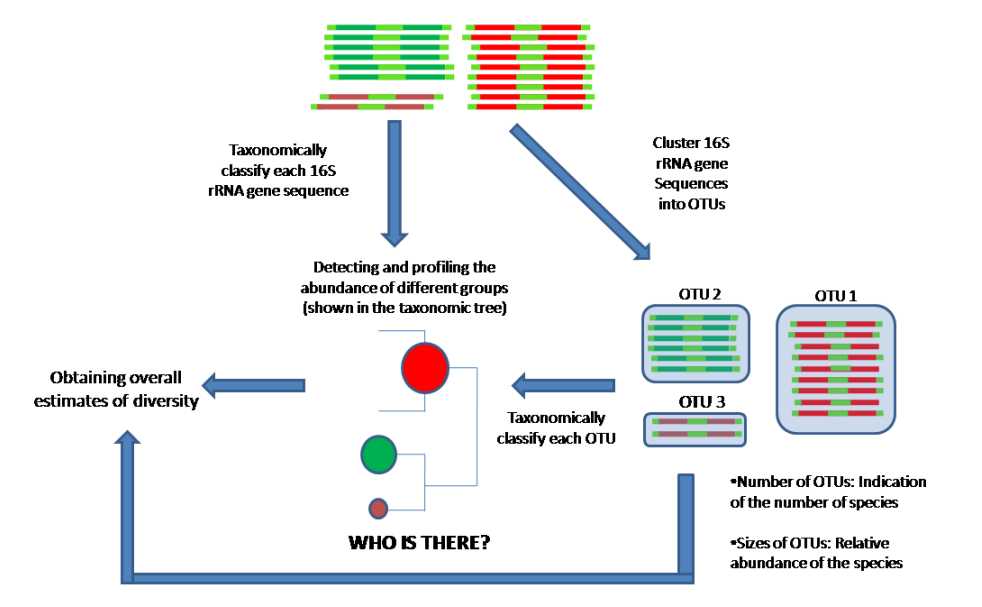 Taxonomically
classify each 16S
rRNA gene sequence
Cluster 16S
rRNA gene
Sequences
into OTUs
Detecting and profiling the
abundance of different groups
(shown in the taxonomic tree)
OTU 2
OTU 1
OTU 3
Obtaining overall
estimates of diversity
Taxonomically
classify each OTU
WHO IS THERE?
•Number of OTUs: Indication
of the number of species
•Sizes of OTUs: Relative
abundance of the species